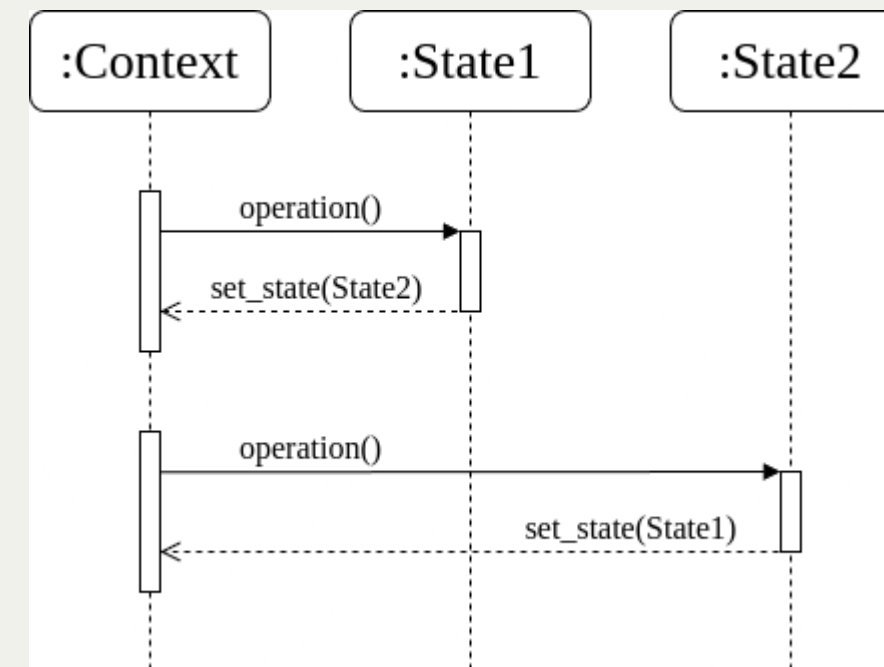 :Context
:State1
:State2
operation()
set_state(State2)
operation()
set_state(State1)